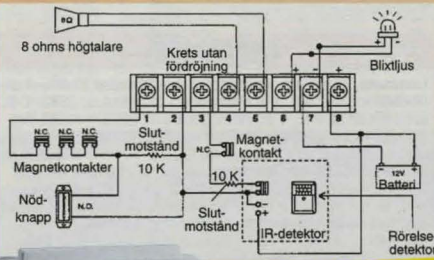 8Ω
8 ohms högtalare
Krets utan
fördröjning
Blixtljus
+ -
+ - +
1 2 3 4 5 6 7 8
N.C. N.C. N.C.
Magnetkontakter
Slut-
motstånd
10 K
N.C.
Magnet-
kontakt
- 12V +
Batteri
Nöd-
knapp
N.O.
10 K
Slut-
motstånd
-
+
IR-detektor
Rörelse
detektor